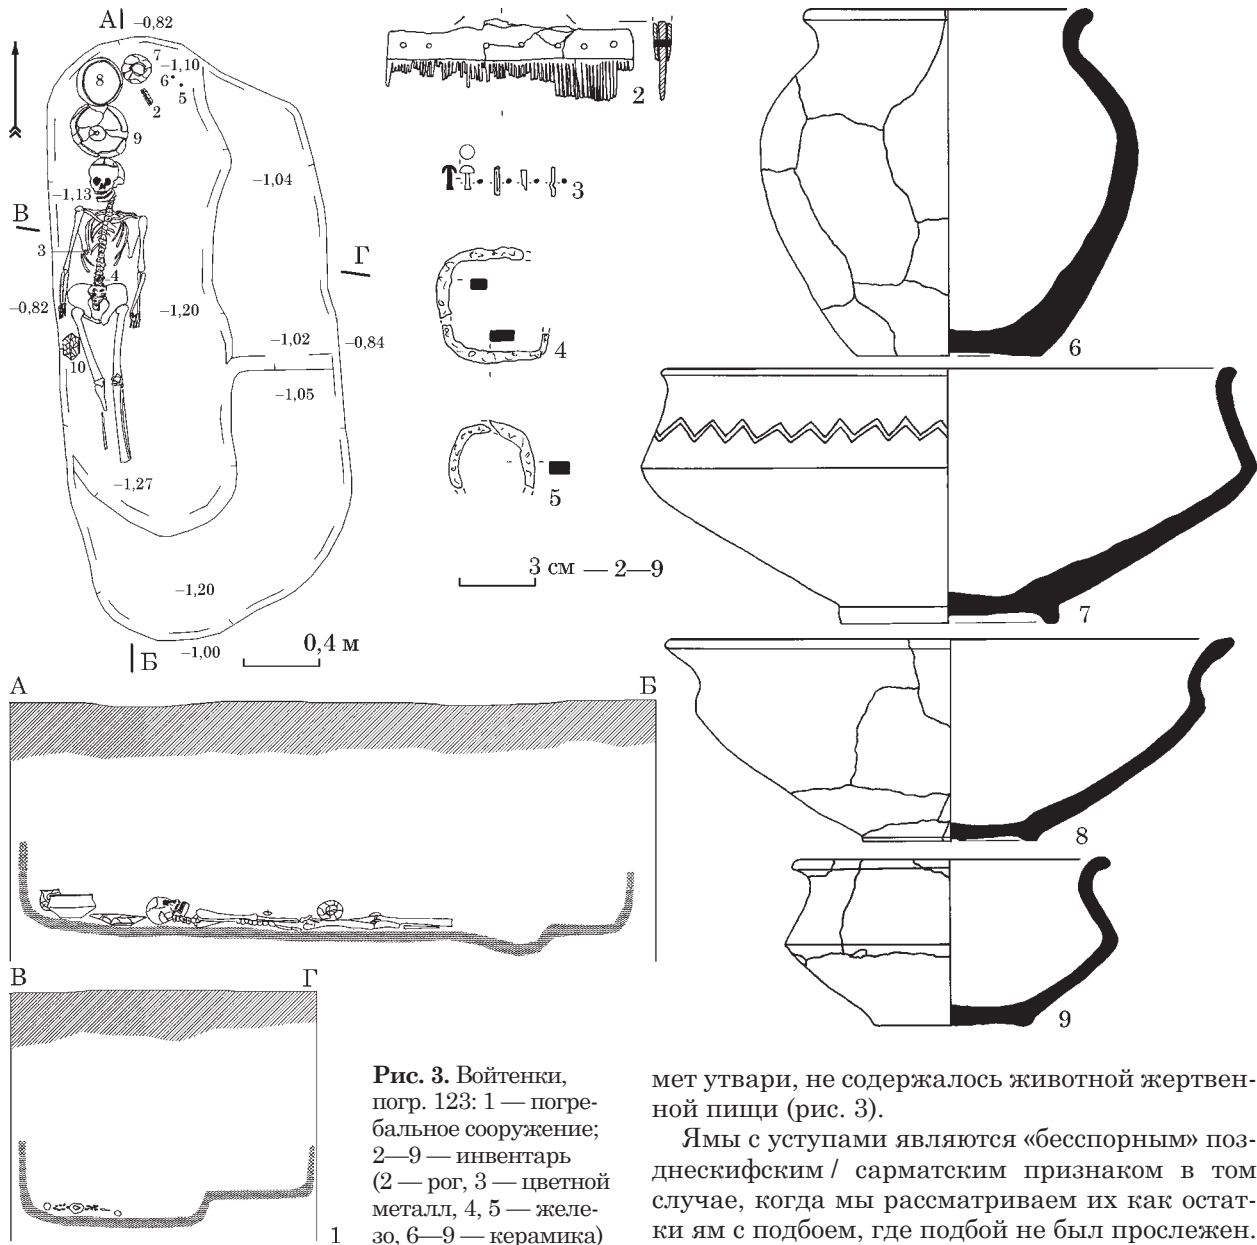 А
−0,82
7
−1,10
8
6
5
2
9
−1,04
−1,13
В
Г
3
4
−0,82
−1,20
−1,02
−0,84
10
−1,05
−1,27
−1,20
Б
−1,00
0,4 м
2
3
4
5
3 см — 2—9
6
7
8
9
А
Б
В
Г
1
Рис. 3. Войтенки,
погр. 123: 1 — погре-
бальное сооружение;
2—9 — инвентарь
(2 — рог, 3 — цветной
металл, 4, 5 — желе-
зо, 6—9 — керамика)
мет утвари, не содержалось животной жертвен-
ной пищи (рис. 3).
Ямы с уступами являются «бесспорным» поз-
днескифским / сарматским признаком в том
случае, когда мы рассматриваем их как остат-
ки ям с подбоем, где подбой не был прослежен.